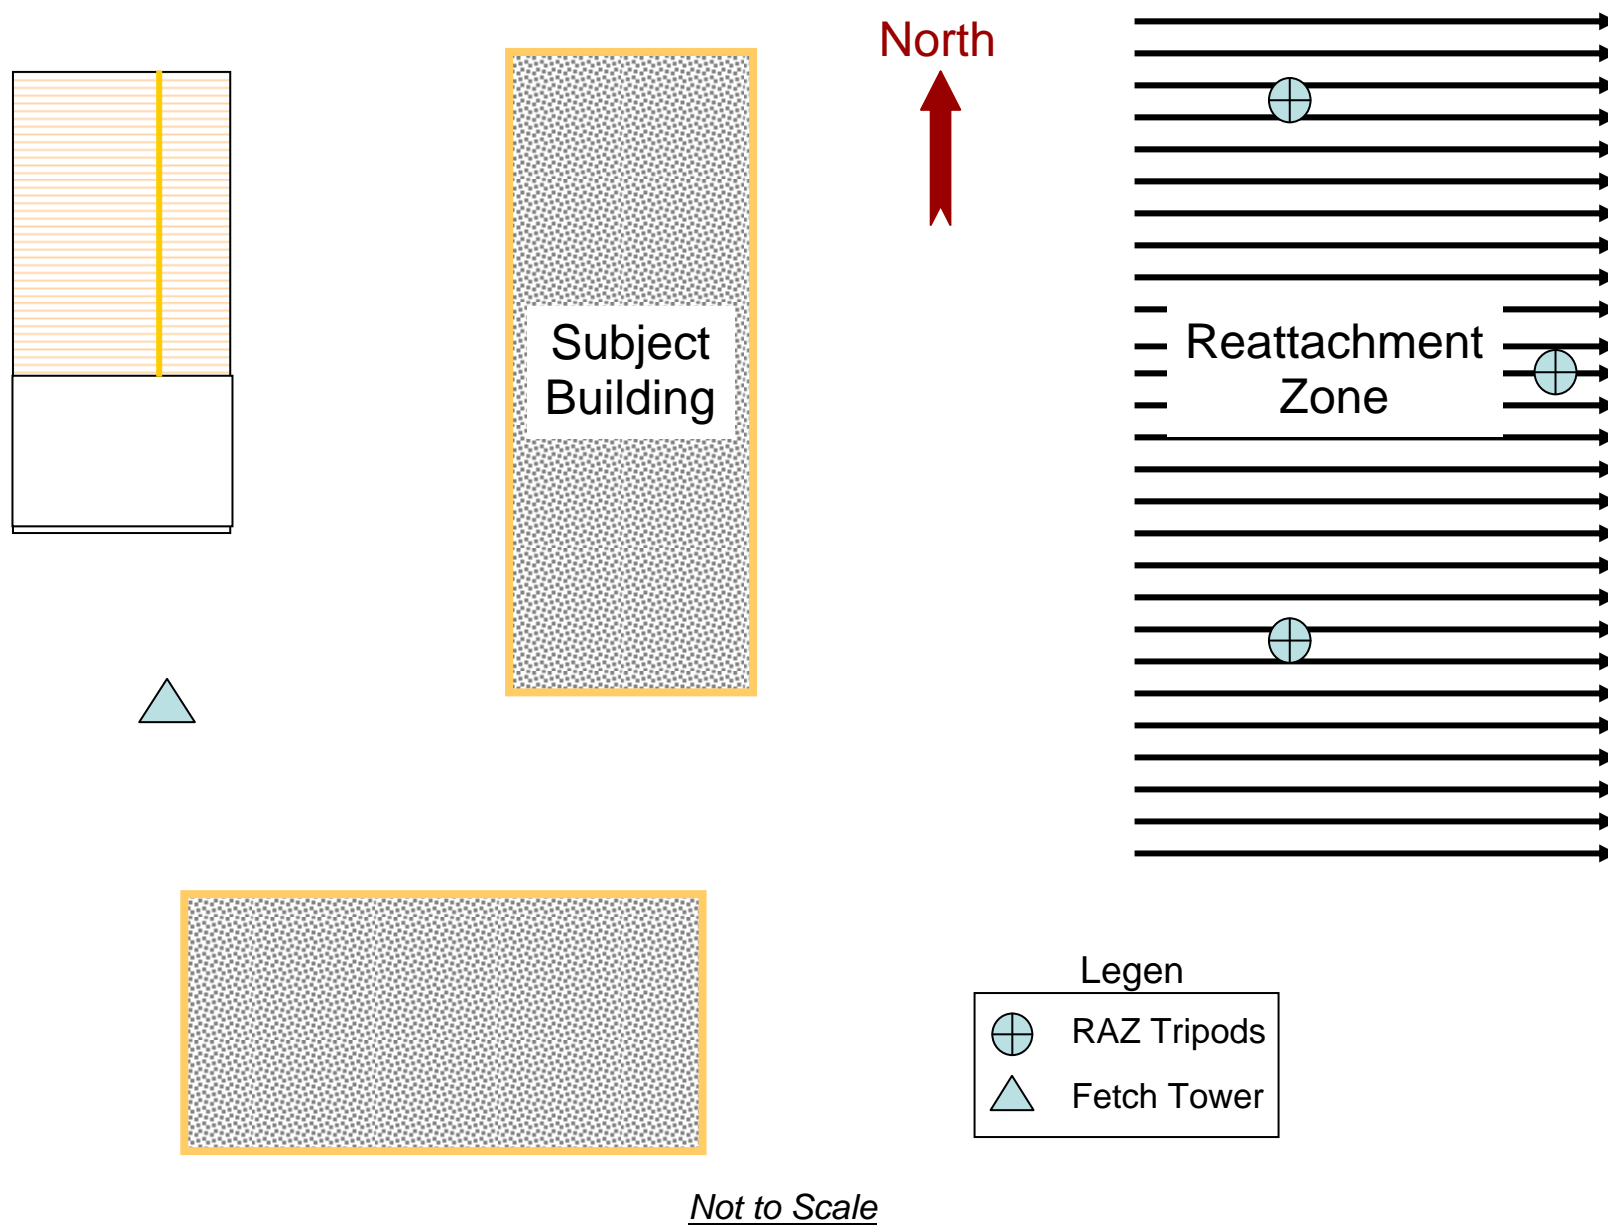 North
Subject
Building
Reattachment
Zone
Legen
RAZ Tripods
Fetch Tower
Not to Scale